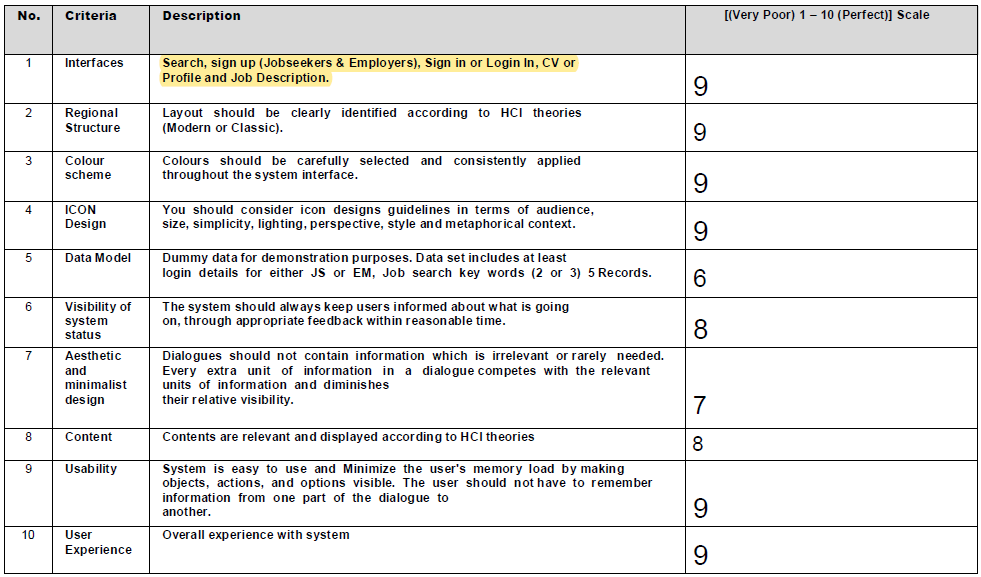 No. Criteria Description [(Very Poor) 1 – 10 (Perfect)] Scale
1 Interfaces Search, sign up (Jobseekers & Employers), Sign in or Login In, CV or
Profile and Job Description.
9
2 Regional Layout should be clearly identified according to HCI theories
Structure (Modern or Classic).
9
3 Colour Colours should be carefully selected and consistently applied
scheme throughout the system interface.
9
4 ICON You should consider icon designs guidelines in terms of audience,
Design size, simplicity, lighting, perspective, style and metaphorical context.
9
5 Data Model Dummy data for demonstration purposes. Data set includes at least
login details for either JS or EM, Job search key words (2 or 3) 5 Records.
6
6 Visibility of The system should always keep users informed about what is going
system on, through appropriate feedback within reasonable time.
status
8
7 Aesthetic Dialogues should not contain information which is irrelevant or rarely needed.
and Every extra unit of information in a dialogue competes with the relevant
minimalist units of information and diminishes
design their relative visibility.
7
8 Content Contents are relevant and displayed according to HCI theories
8
9 Usability System is easy to use and Minimize the user's memory load by making
objects, actions, and options visible. The user should not have to remember
information from one part of the dialogue to
another.
9
10 User Overall experience with system
Experience
9